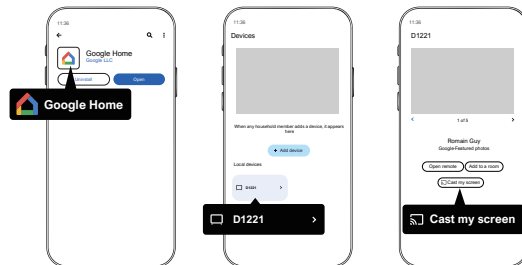 11:36
Google Home
Google LLC
Uninstall
Open
Google Home
11:36
Devices
When any household member adds a device, it appears
here
+ Add device
Local devices
D1221
D1221
11:36
D1221
1 of 5
Romain Guy
Google Featured photos
Open remote
Add to a room
Cast my screen
Cast my screen